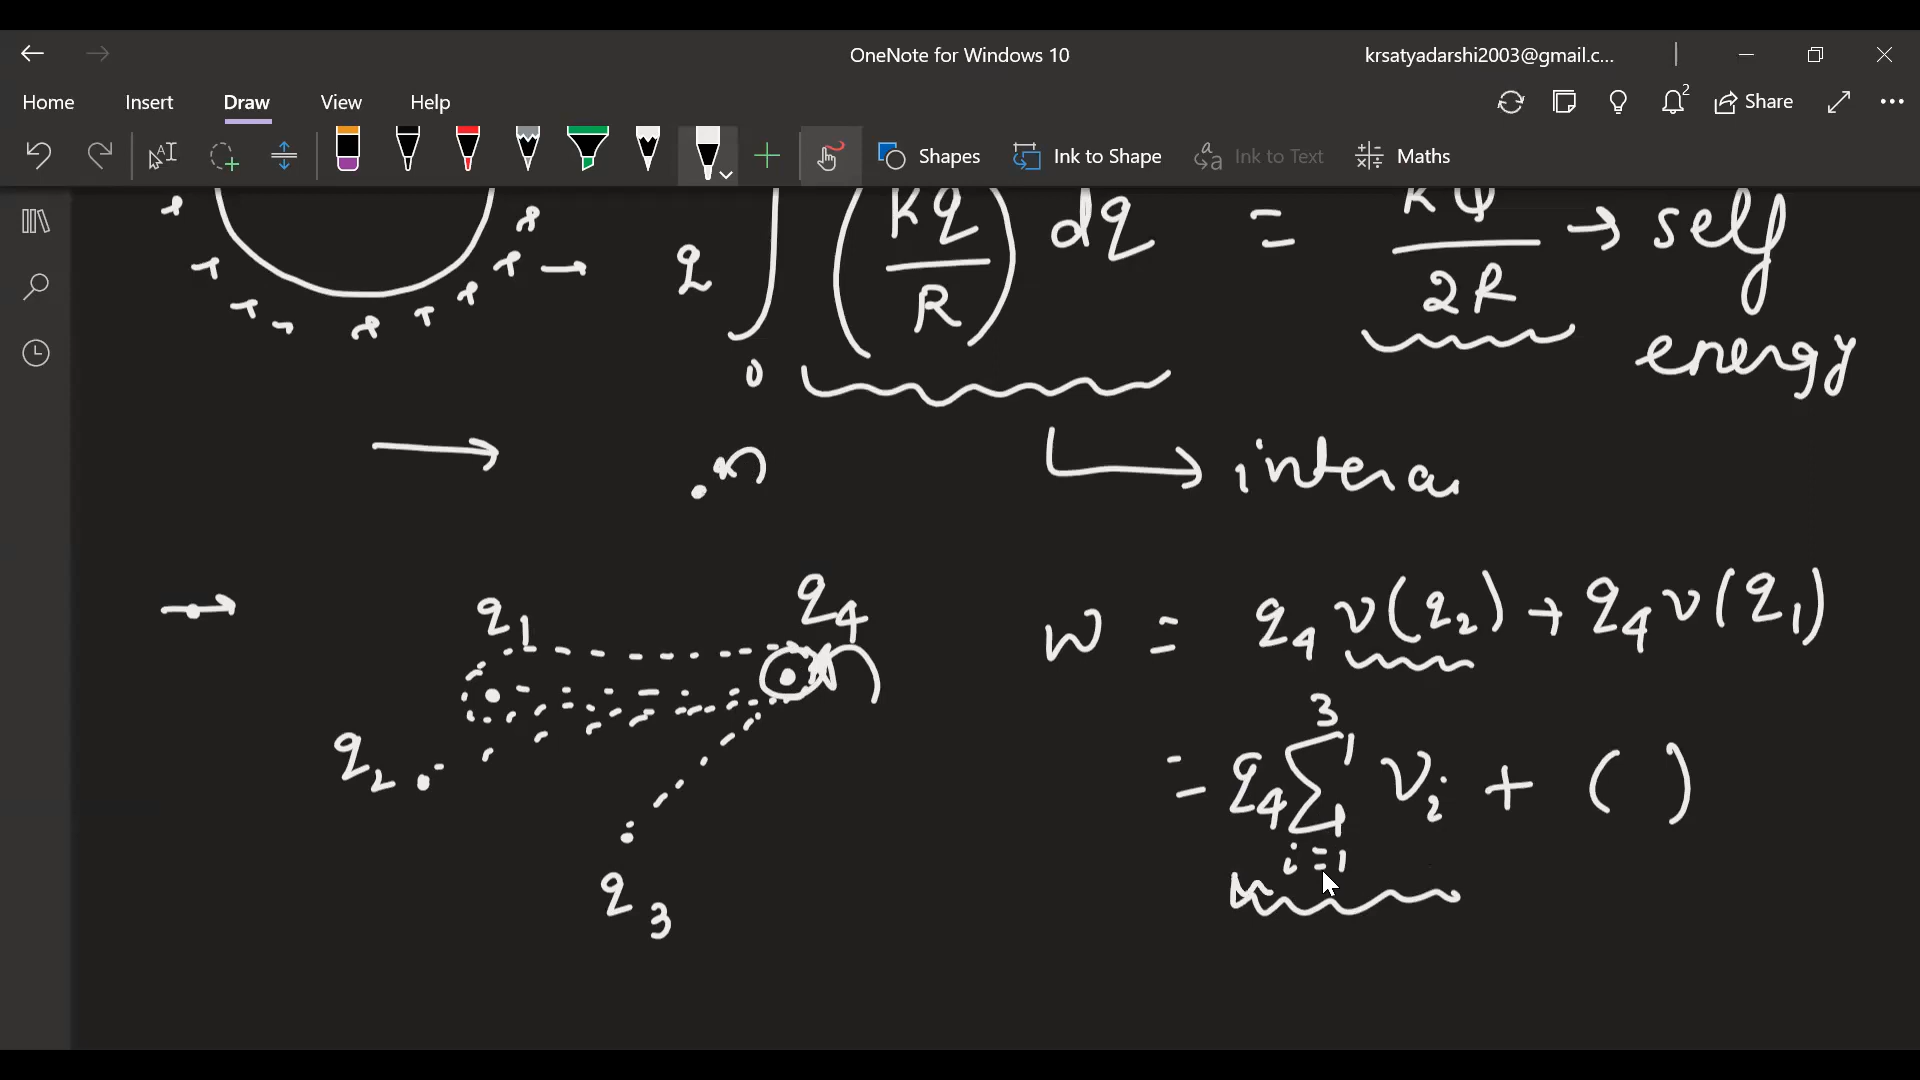 OneNote for Windows 10
krsatyadarshi2003@gmail.c...
Home Insert Draw View Help
2 Share
Shapes Ink to Shape Ink to Text Maths
q ∫ (Kq/R) dq = /2R → self
0
energy
→ interac
→ q1 q4 W = q4 v(q2) + q4 v(q1)
q2 = q4 ∑ Vi + ( )
3
i=1
q3